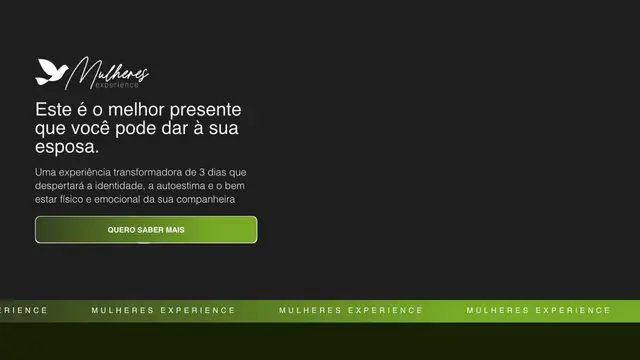 Mulheres
experience
Este é o melhor presente
que você pode dar à sua
esposa.
Uma experiência transformadora de 3 dias que
despertará a identidade, a autoestima e o bem
estar físico e emocional da sua companheira
QUERO SABER MAIS
ERIENCE MULHERES EXPERIENCE MULHERES EXPERIENCE MULHERES EXPERIENCE